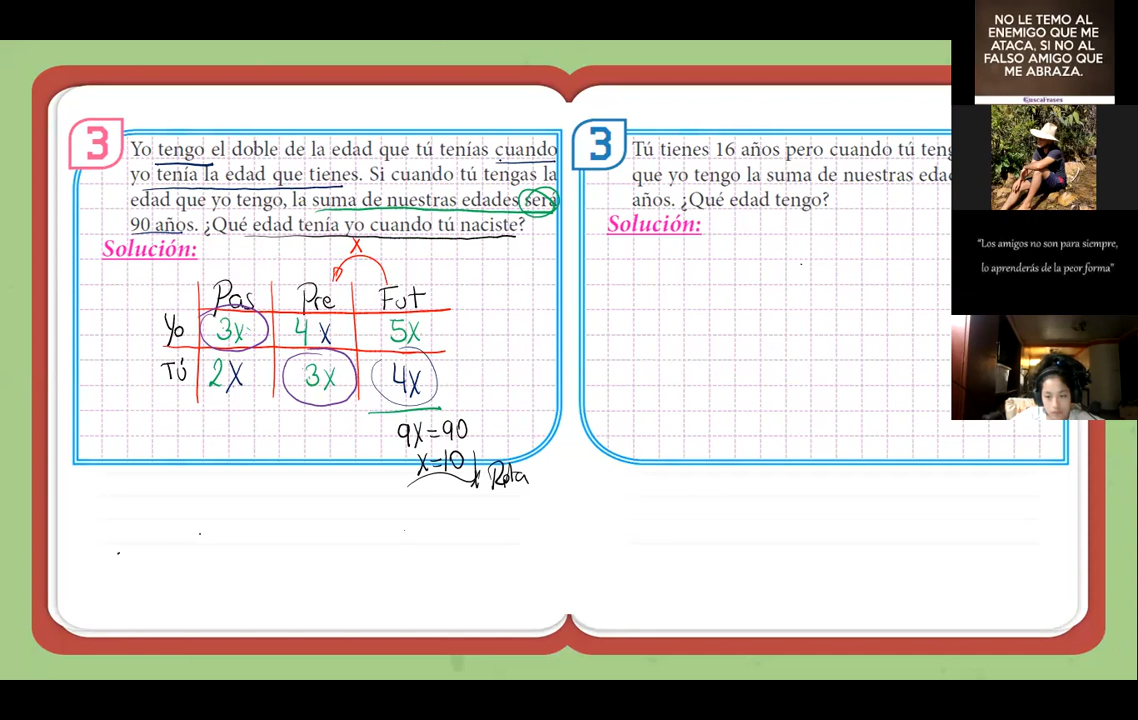 3
Yo tengo el doble de la edad que tú tenías cuando
yo tenía la edad que tienes. Si cuando tú tengas la
edad que yo tengo, la suma de nuestras edades será
90 años. ¿Qué edad tenía yo cuando tú naciste?
Solución:
x
Pas Pre Fut
Yo 3x 4x 5x
Tú 2x 3x 4x
9x=90
x=10 Rpta
3
Tú tienes 16 años pero cuando tú teng
que yo tengo la suma de nuestras eda
años. ¿Qué edad tengo?
Solución:
NO LE TEMO AL
ENEMIGO QUE ME
ATACA, SI NO AL
FALSO AMIGO QUE
ME ABRAZA.
BuscaFrases
"Los amigos no son para siempre,
lo aprenderás de la peor forma"